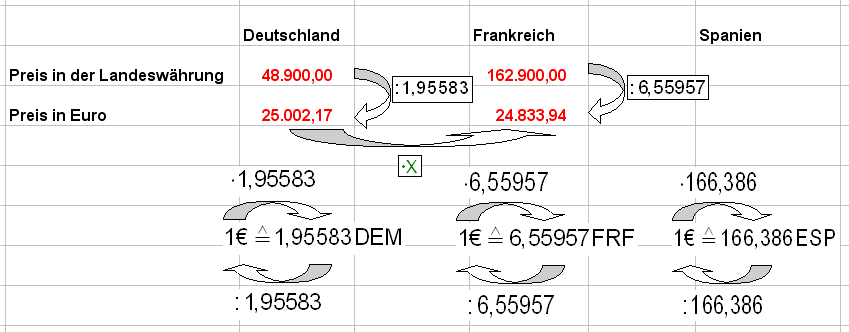 Deutschland Frankreich Spanien
Preis in der Landeswährung 48.900,00 :1,95583 162.900,00 : 6,55957
Preis in Euro 25.002,17 24.833,94
·X
·1,95583 ·6,55957 ·166,386
1€ ≙ 1,95583 DEM 1€ ≙ 6,55957 FRF 1€ ≙ 166,386 ESP
: 1,95583 : 6,55957 :166,386